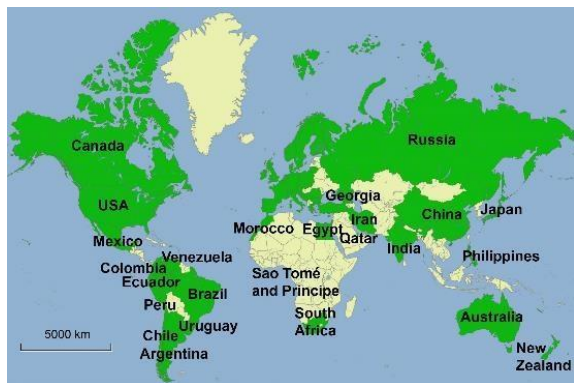 Canada
Russia
USA
Georgia
China
Japan
Iran
Morocco
Egypt
Mexico
Qatar
India
Venezuela
Philippines
Colombia
Ecuador
Sao Tomé
and Principe
Brazil
Peru
South
Africa
Uruguay
Australia
5000 km
Chile
Argentina
New
Zealand